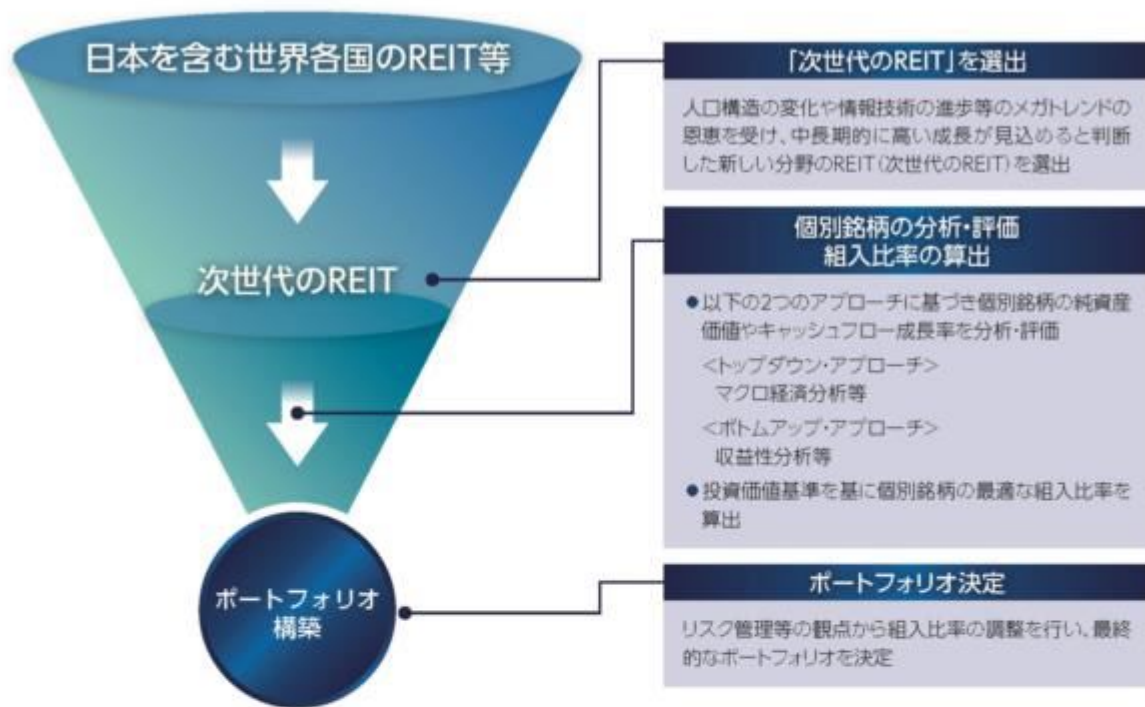 日本を含む世界各国のREIT等
次世代のREIT
ポートフォリオ
構築
「次世代のREIT」を選出
人口構造の変化や情報技術の進歩等のメガトレンドの
恩恵を受け、中長期的に高い成長が見込めると判断
した新しい分野のREIT(次世代のREIT)を選出
個別銘柄の分析・評価
組入比率の算出
●以下の2つのアプローチに基づき個別銘柄の純資産
価値やキャッシュフロー成長率を分析・評価
<トップダウン・アプローチ>
マクロ経済分析等
<ボトムアップ・アプローチ>
収益性分析等
●投資価値基準を基に個別銘柄の最適な組入比率を
算出
ポートフォリオ決定
リスク管理等の観点から組入比率の調整を行い、最終
的なポートフォリオを決定